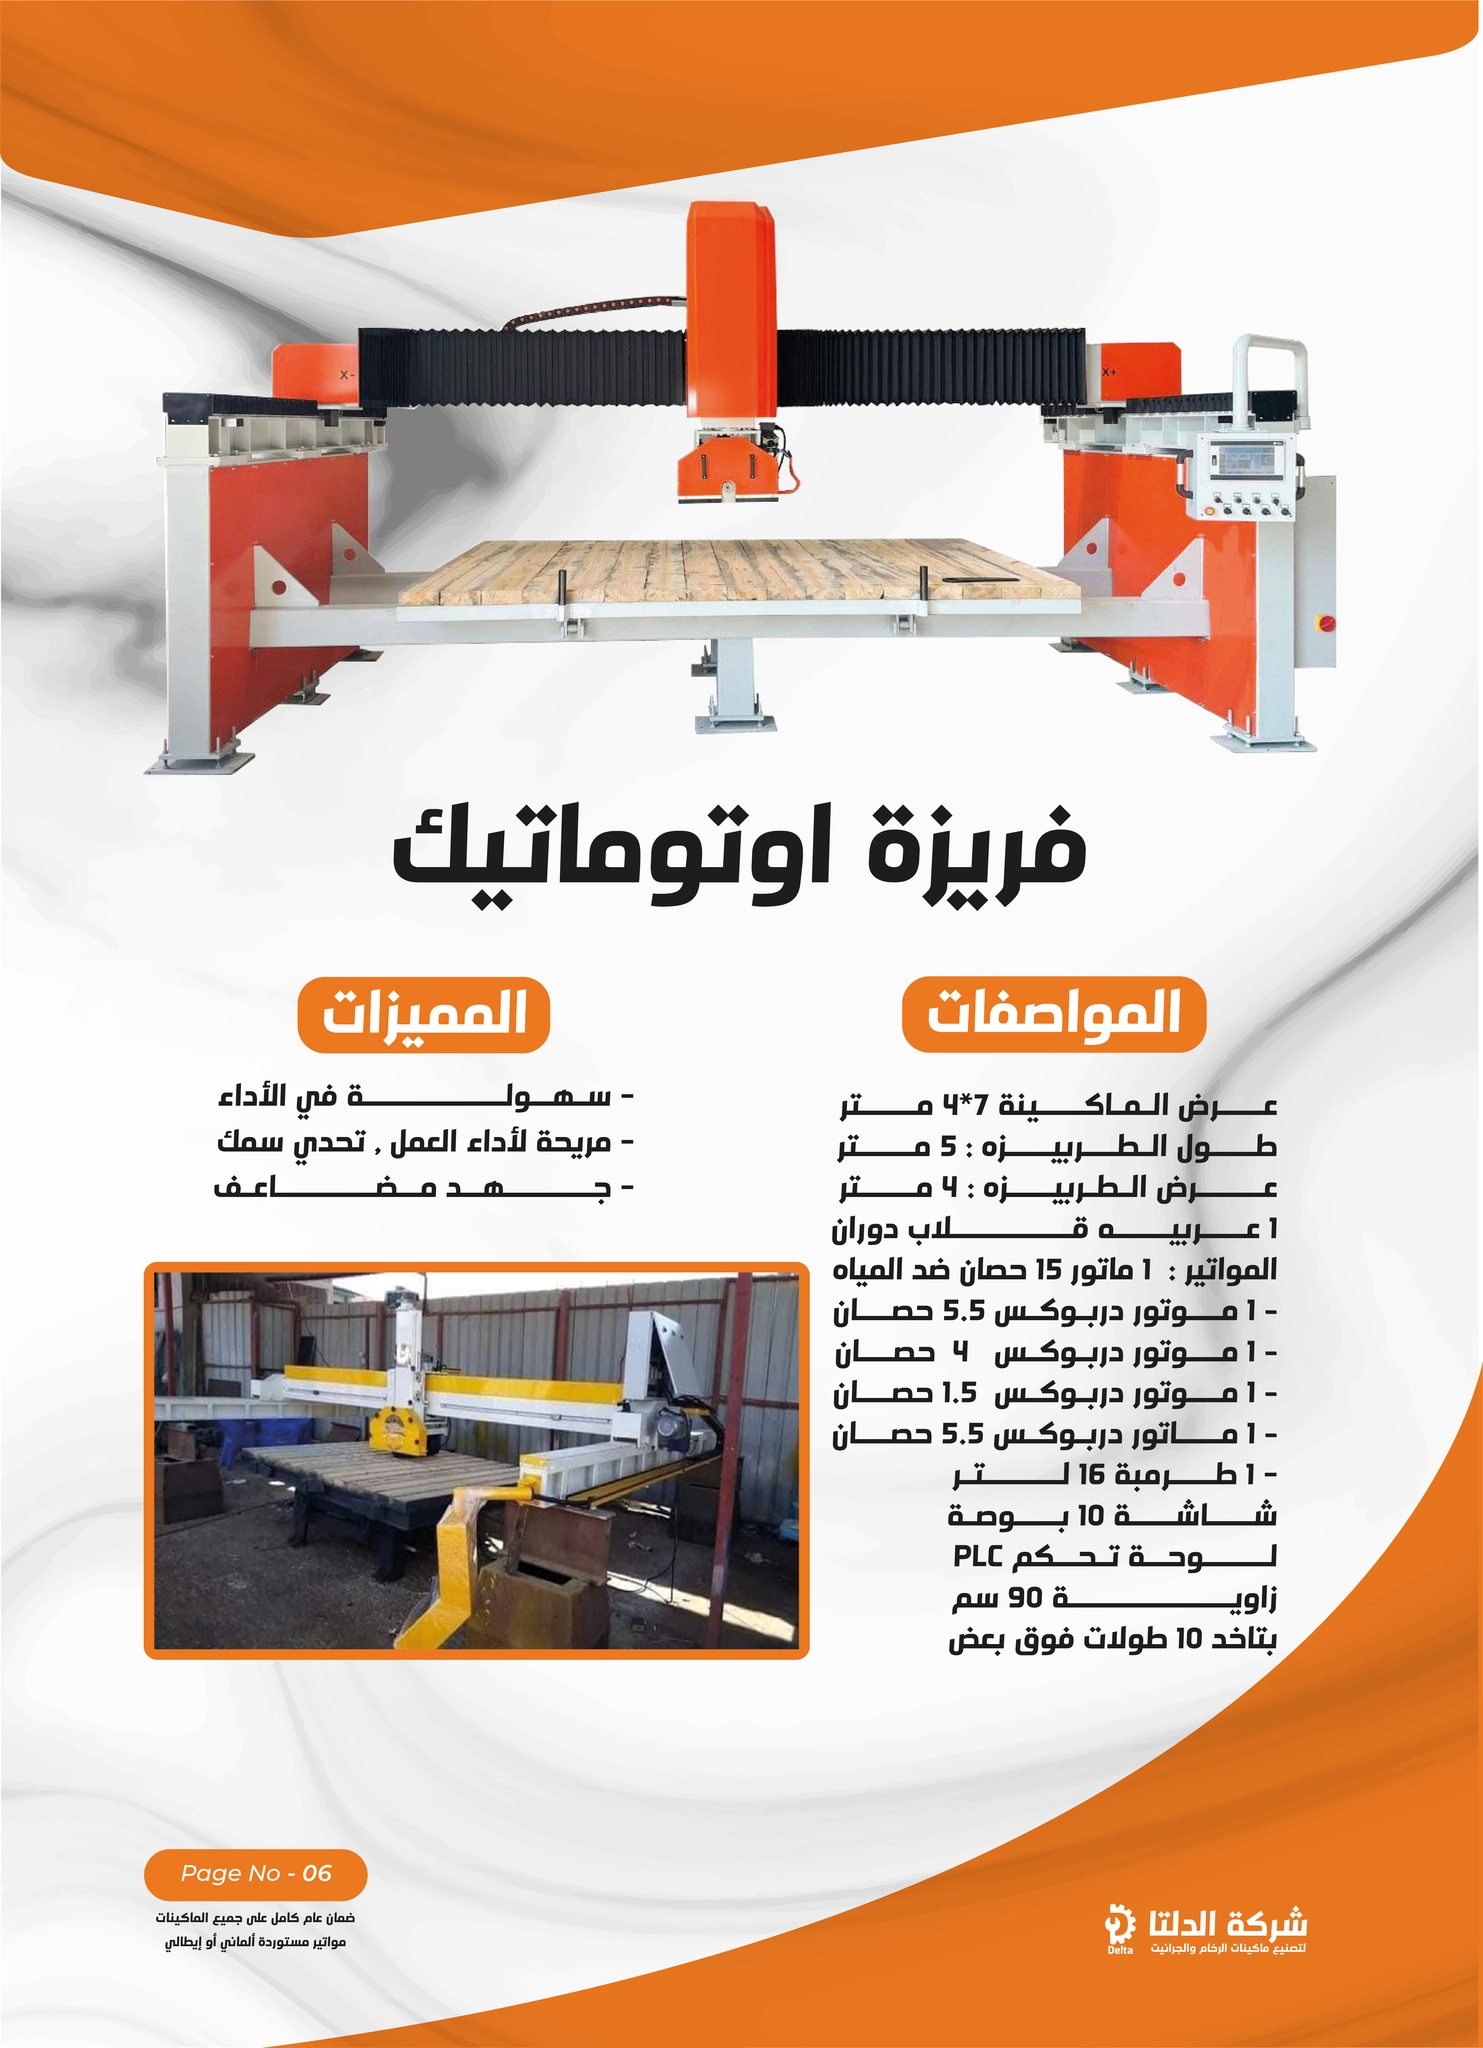 X-
X+
فريزة اوتوماتيك
المواصفات
عرض الماكينة 7*4 متر
طول الطربيزه : 5 متر
عرض الطربيزه : 4 متر
1 عربيه قلاب دوران
المواتير : 1 ماتور 15 حصان ضد المياه
- 1 موتور دربوكس 5.5 حصان
- 1 موتور دربوكس 4 حصان
- 1 موتور دربوكس 1.5 حصان
- 1 ماتور دربوكس 5.5 حصان
- 1 طرمبة 16 لتر
شاشة 10 بوصة
لوحة تحكم PLC
زاوية 90 سم
بتاخد 10 طولات فوق بعض
المميزات
- سهولة في الأداء
- مريحة لأداء العمل , تحدي سمك
- جهد مضاعف
Page No - 06
ضمان عام كامل على جميع الماكينات
مواتير مستوردة ألماني أو إيطالي
شركة الدلتا
لتصنيع ماكينات الرخام والجرانيت
Delta